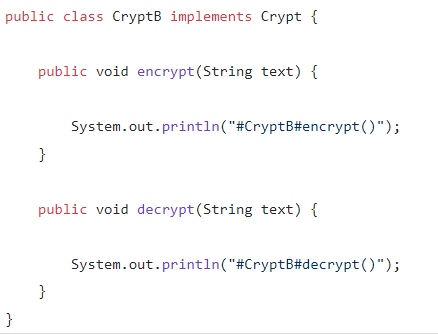 public class CryptB implements Crypt {
    public void encrypt(String text) {
        System.out.println("#CryptB#encrypt()");
    }
    public void decrypt(String text) {
        System.out.println("#CryptB#decrypt()");
    }
}